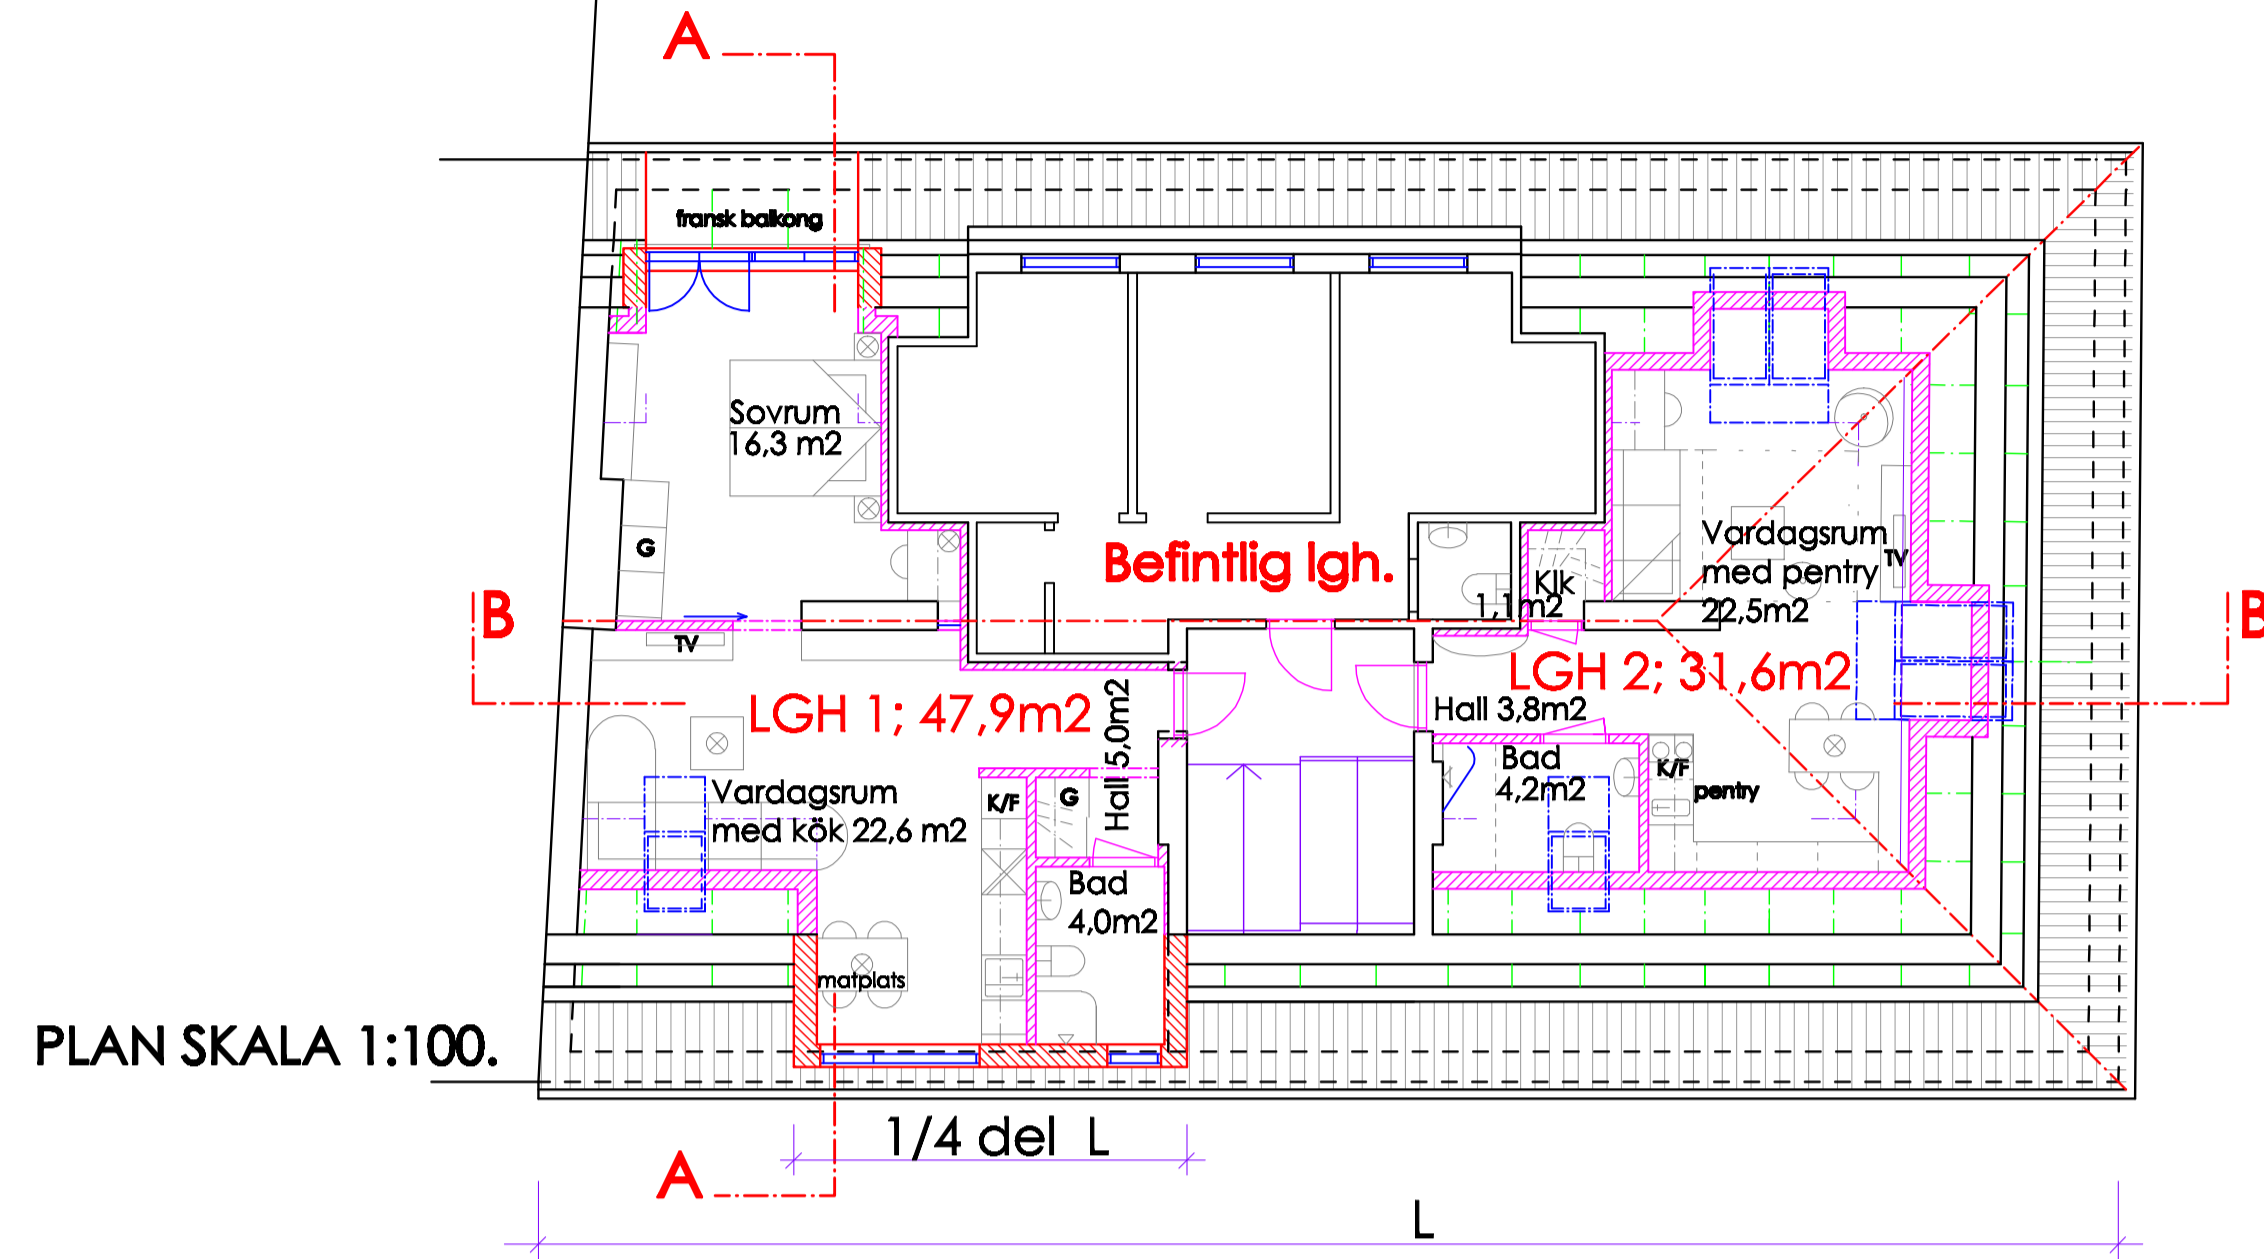 A
fransk balkong
Sovrum
16,3 m2
G
Befintlig lgh.
Klk
1,1m2
Vardagsrum
med pentry
22,5m2
TV
B
B
TV
LGH 1; 47,9m2
Hall 5,0m2
LGH 2; 31,6m2
Hall 3,8m2
Vardagsrum
med kök 22,6 m2
K/F
G
Bad
4,2m2
K/F
pentry
Bad
4,0m2
matplats
PLAN SKALA 1:100.
1/4 del L
A
L